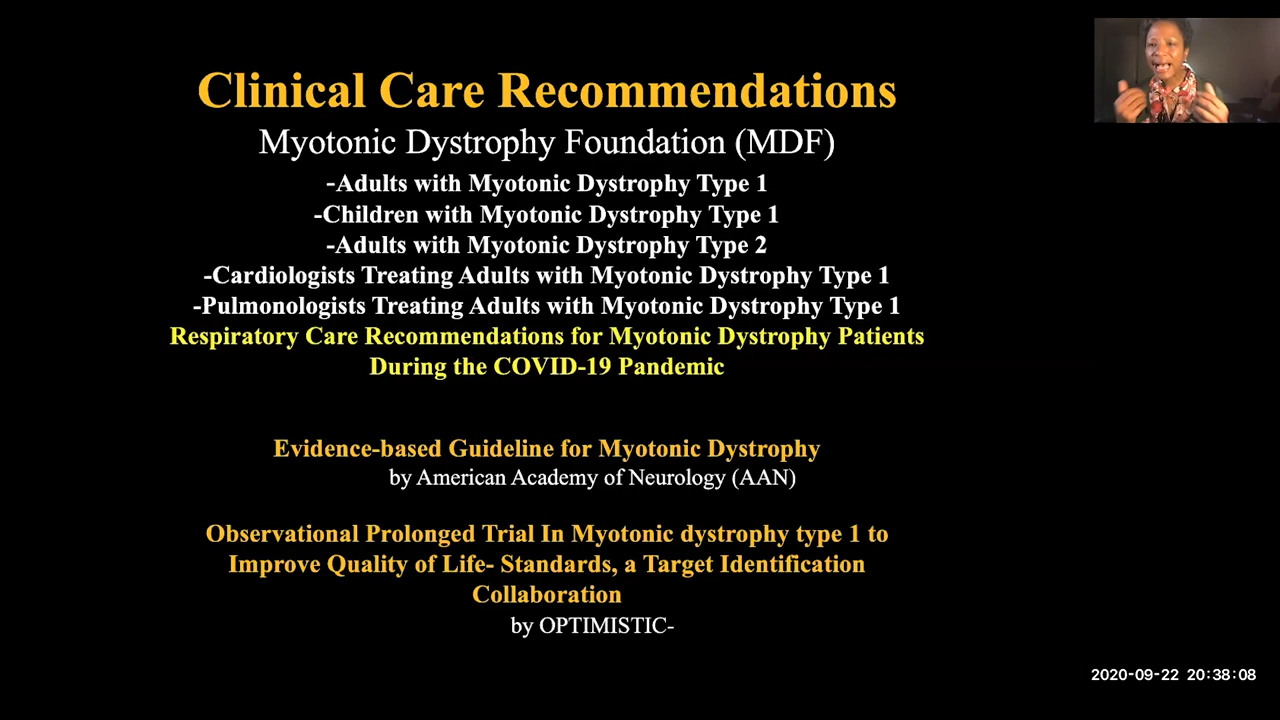 Clinical Care Recommendations
Myotonic Dystrophy Foundation (MDF)
-Adults with Myotonic Dystrophy Type 1
-Children with Myotonic Dystrophy Type 1
-Adults with Myotonic Dystrophy Type 2
-Cardiologists Treating Adults with Myotonic Dystrophy Type 1
-Pulmonologists Treating Adults with Myotonic Dystrophy Type 1
Respiratory Care Recommendations for Myotonic Dystrophy Patients
During the COVID-19 Pandemic
Evidence-based Guideline for Myotonic Dystrophy
by American Academy of Neurology (AAN)
Observational Prolonged Trial In Myotonic dystrophy type 1 to
Improve Quality of Life- Standards, a Target Identification
Collaboration
by OPTIMISTIC-
2020-09-22 20:38:08